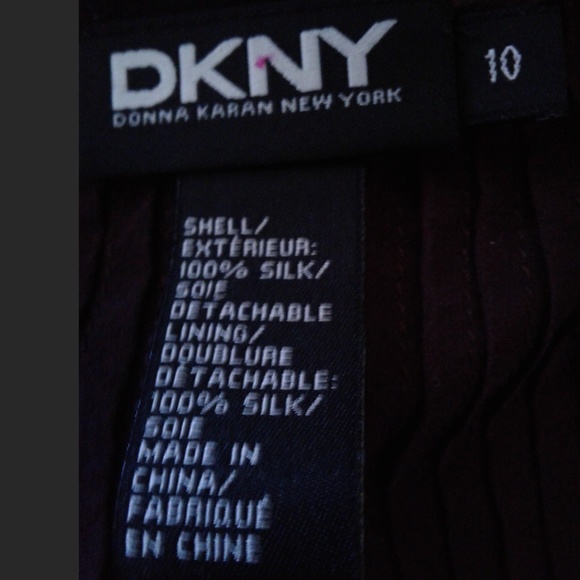 DKNY
DONNA KARAN NEW YORK
10
SHELL/
EXTÉRIEUR:
100% SILK/
SOIE
DETACHABLE
LINING/
DOUBLURE
DÉTACHABLE:
100% SILK/
SOIE
MADE IN
CHINA/
FABRIQUÉ
EN CHINE